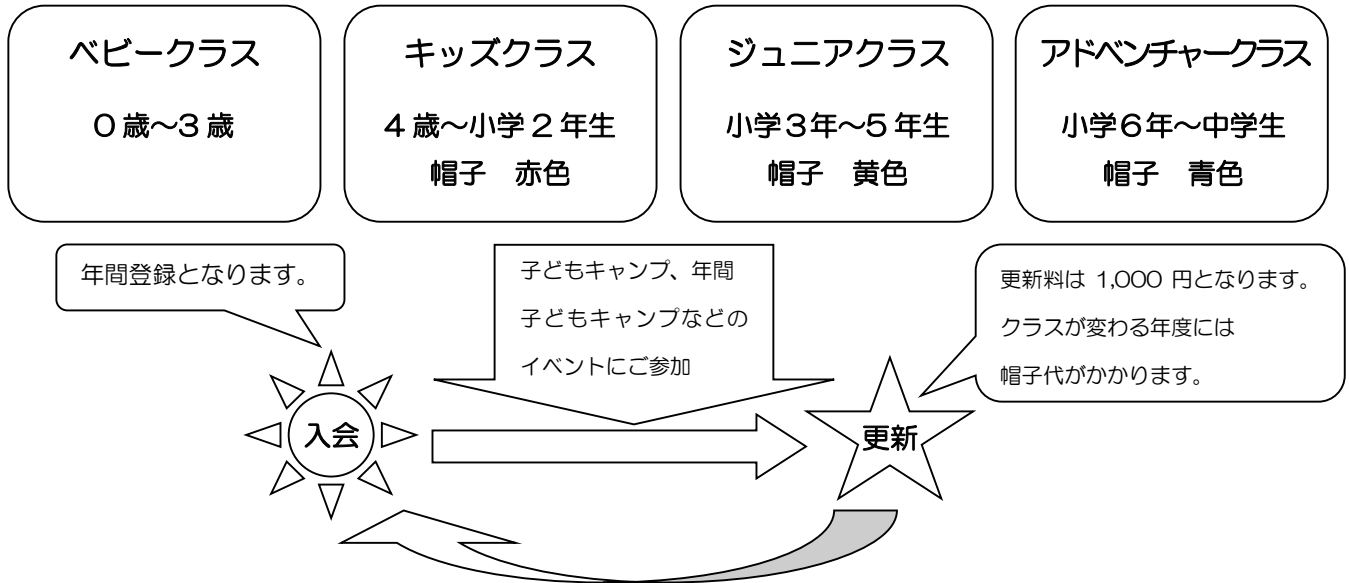 ベビークラス
0歳～3歳
キッズクラス
4歳～小学2年生
帽子 赤色
ジュニアクラス
小学3年～5年生
帽子 黄色
アドベンチャークラス
小学6年～中学生
帽子 青色
年間登録となります。
子どもキャンプ、年間
子どもキャンプなどの
イベントにご参加
更新料は 1,000 円となります。
クラスが変わる年度には
帽子代がかかります。
入会
更新